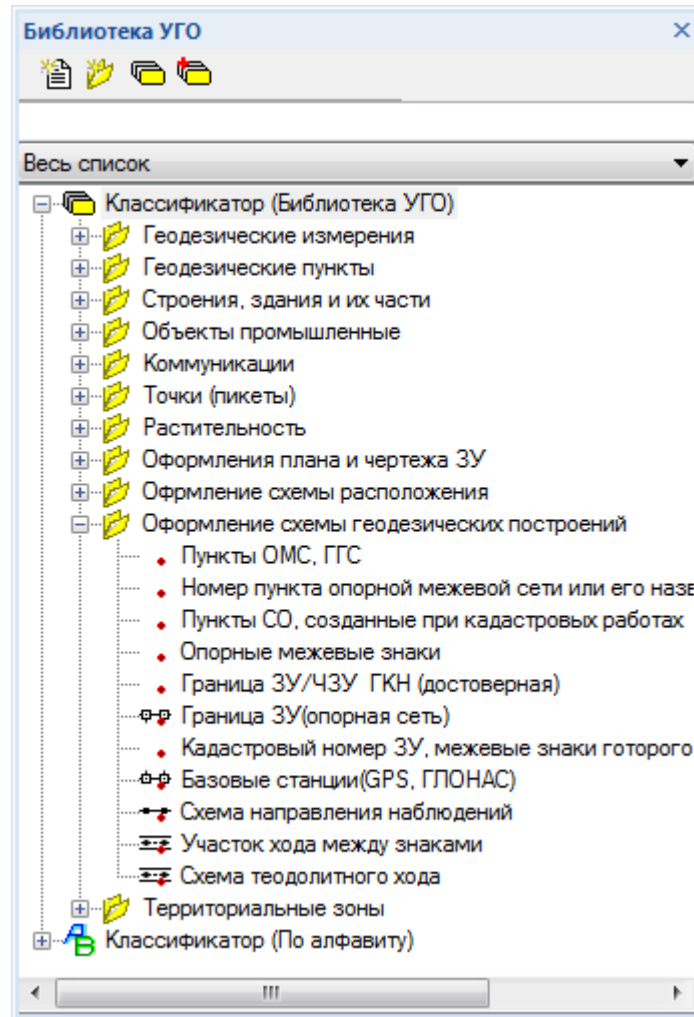 Библиотека УГО
Весь список
Классификатор (Библиотека УГО)
Геодезические измерения
Геодезические пункты
Строения, здания и их части
Объекты промышленные
Коммуникации
Точки (пикеты)
Растительность
Оформления плана и чертежа ЗУ
Офрмление схемы расположения
Оформление схемы геодезических построений
Пункты ОМС, ГГС
Номер пункта опорной межевой сети или его назв
Пункты СО, созданные при кадастровых работах
Опорные межевые знаки
Граница ЗУ/ЧЗУ ГКН (достоверная)
Граница ЗУ(опорная сеть)
Кадастровый номер ЗУ, межевые знаки готорого
Базовые станции(GPS, ГЛОНАС)
Схема направления наблюдений
Участок хода между знаками
Схема теодолитного хода
Территориальные зоны
Классификатор (По алфавиту)